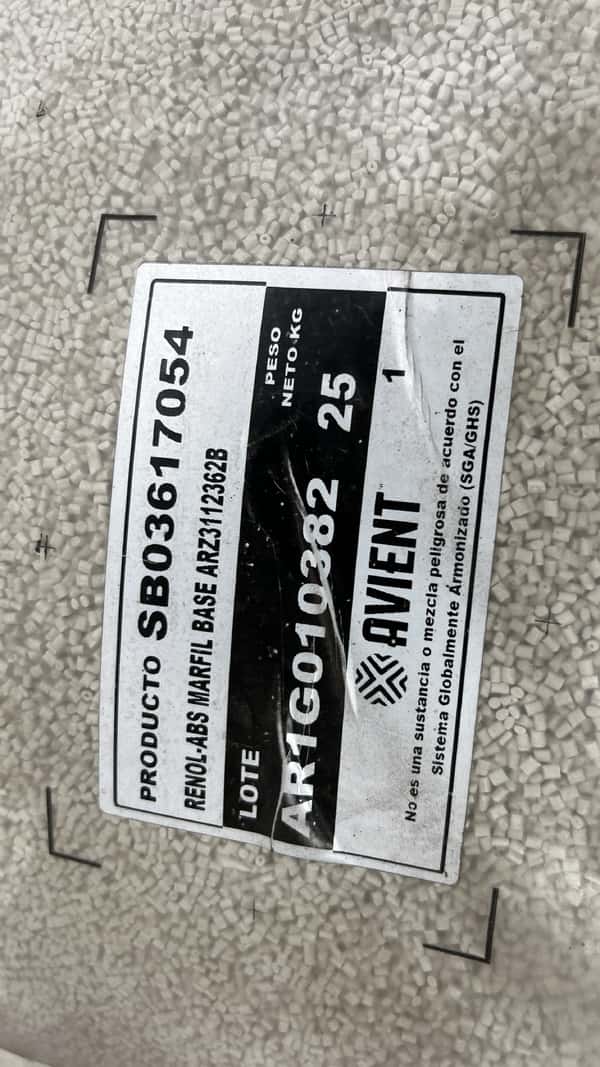 PRODUCTO SB03617054
RENOL-ABS MARFIL BASE ARZ3112362B
LOTE
PESO
NETO KG
AR1G010382 25
AVIENT
1
No es una sustancia o mezcla peligrosa de acuerdo con el
Sistema Globalmente Armonizado (SGA/GHS)